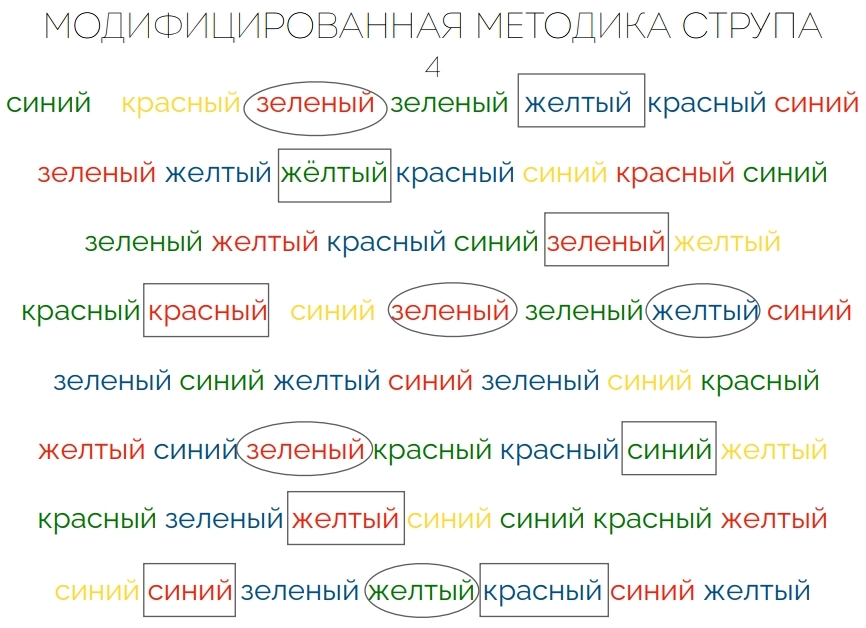 МОДИФИЦИРОВАННАЯ МЕТОДИКА СТРУПА
4
синий красный зеленый зеленый желтый красный синий
зеленый желтый жёлтый красный синий красный синий
зеленый желтый красный синий зеленый желтый
красный красный синий зеленый зеленый желтый синий
зеленый синий желтый синий зеленый синий красный
желтый синий зеленый красный красный синий желтый
красный зеленый желтый синий синий красный желтый
синий синий зеленый желтый красный синий желтый